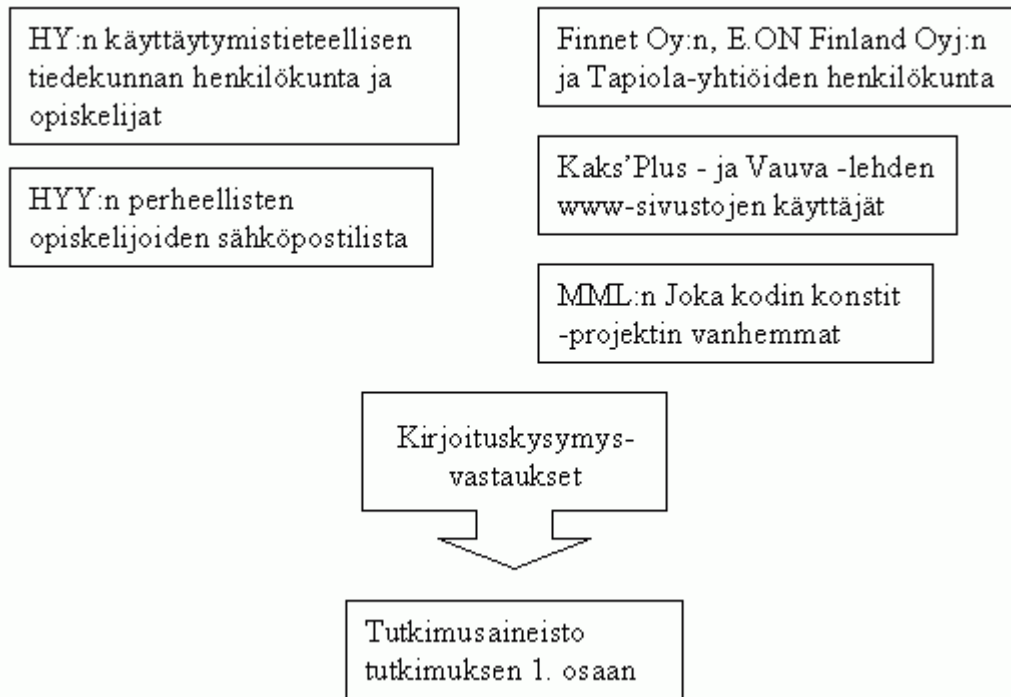 HY:n käyttäytymistieteellisen
tiedekunnan henkilökunta ja
opiskelijat
HYY:n perheellisten
opiskelijoiden sähköpostilista
Finnet Oy:n, E.ON Finland Oyj:n
ja Tapiola-yhtiöiden henkilökunta
Kaks'Plus - ja Vauva -lehden
www-sivustojen käyttäjät
MML:n Joka kodin konstit
-projektin vanhemmat
Kirjoituskysymys-
vastaukset
Tutkimusaineisto
tutkimuksen 1. osaan